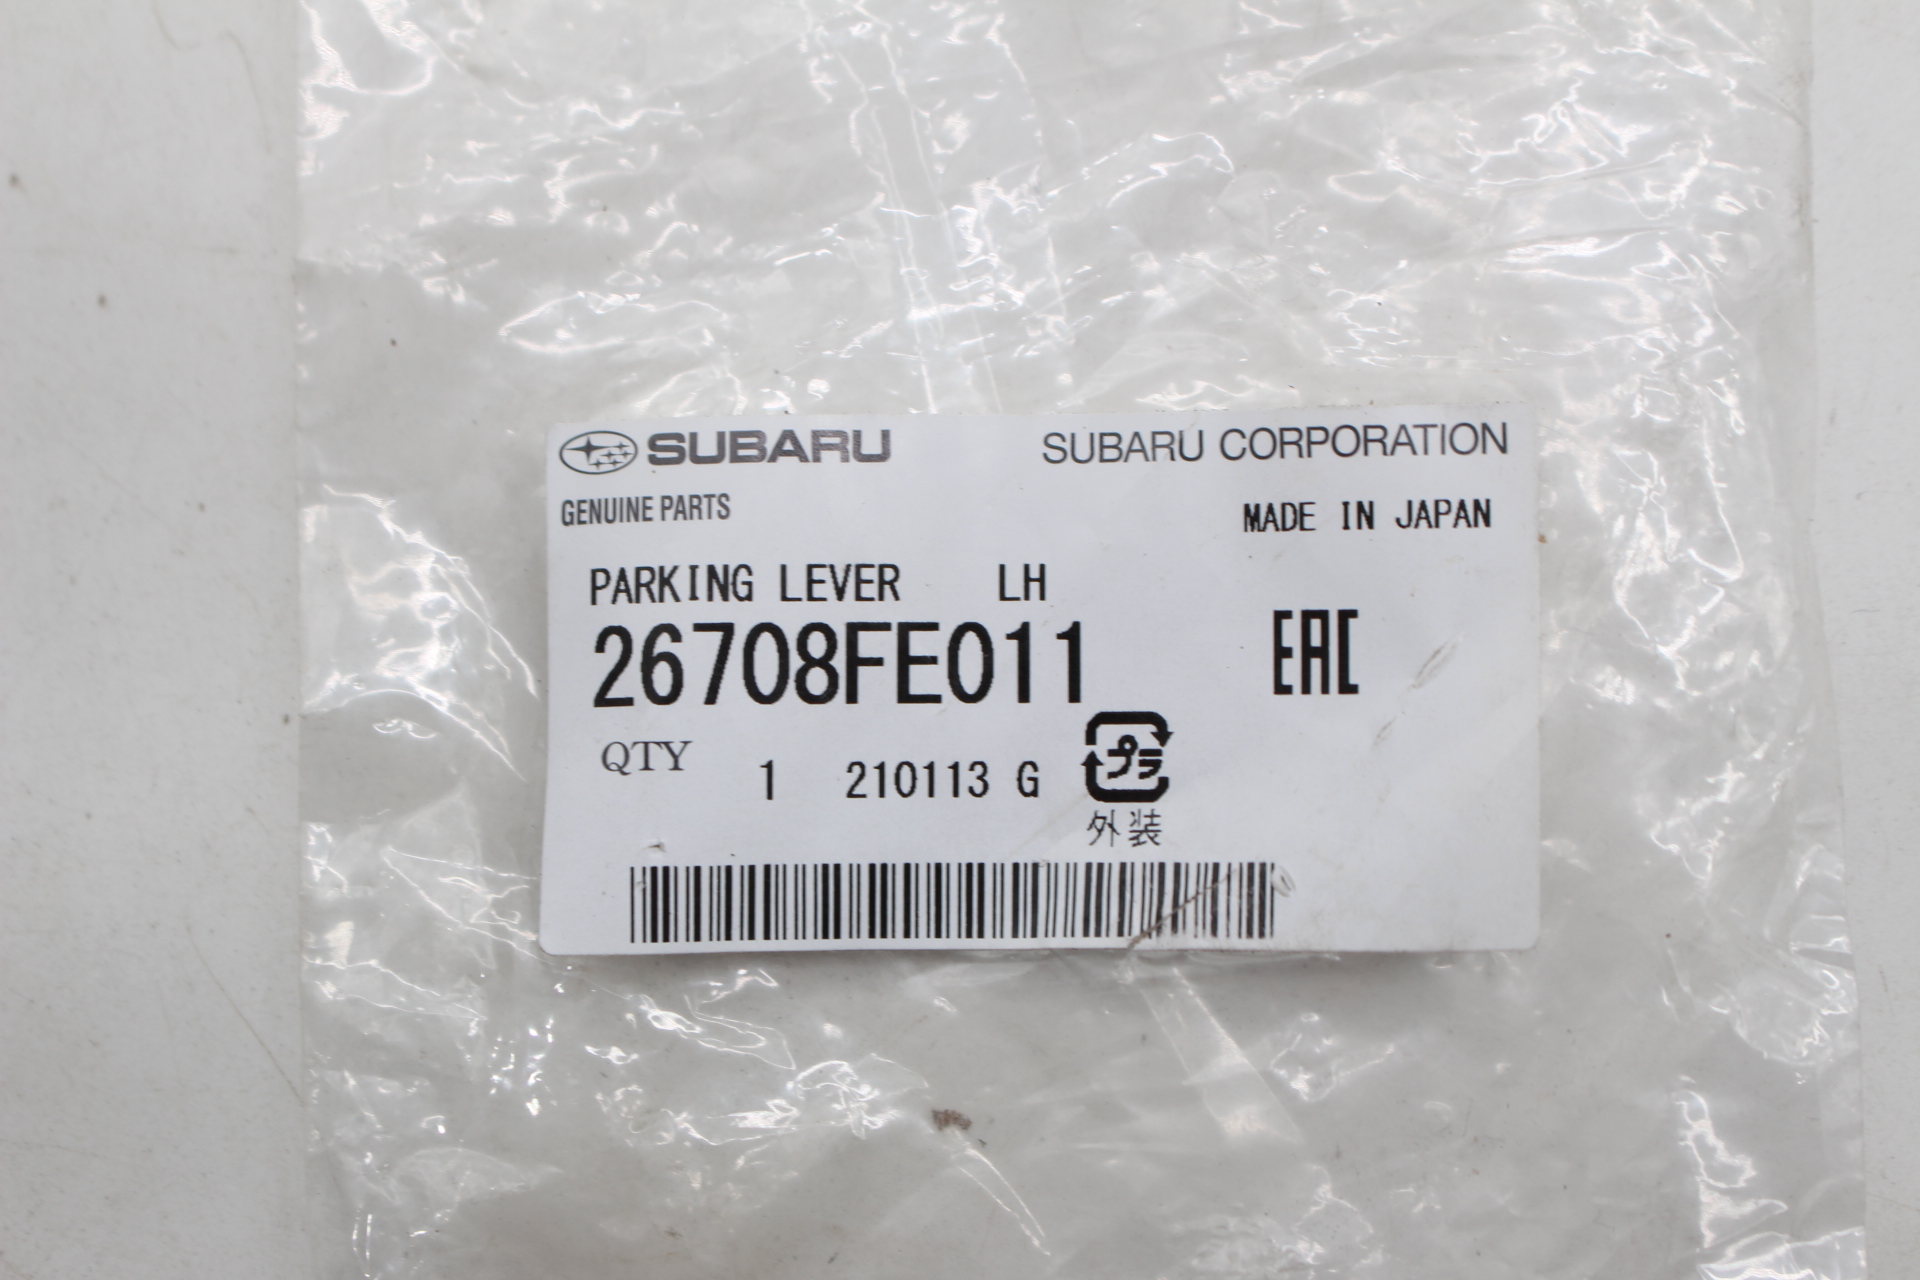 SUBARU SUBARU CORPORATION
GENUINE PARTS MADE IN JAPAN
PARKING LEVER LH
26708FE011 EAC
QTY 1 210113 G プラ
外装